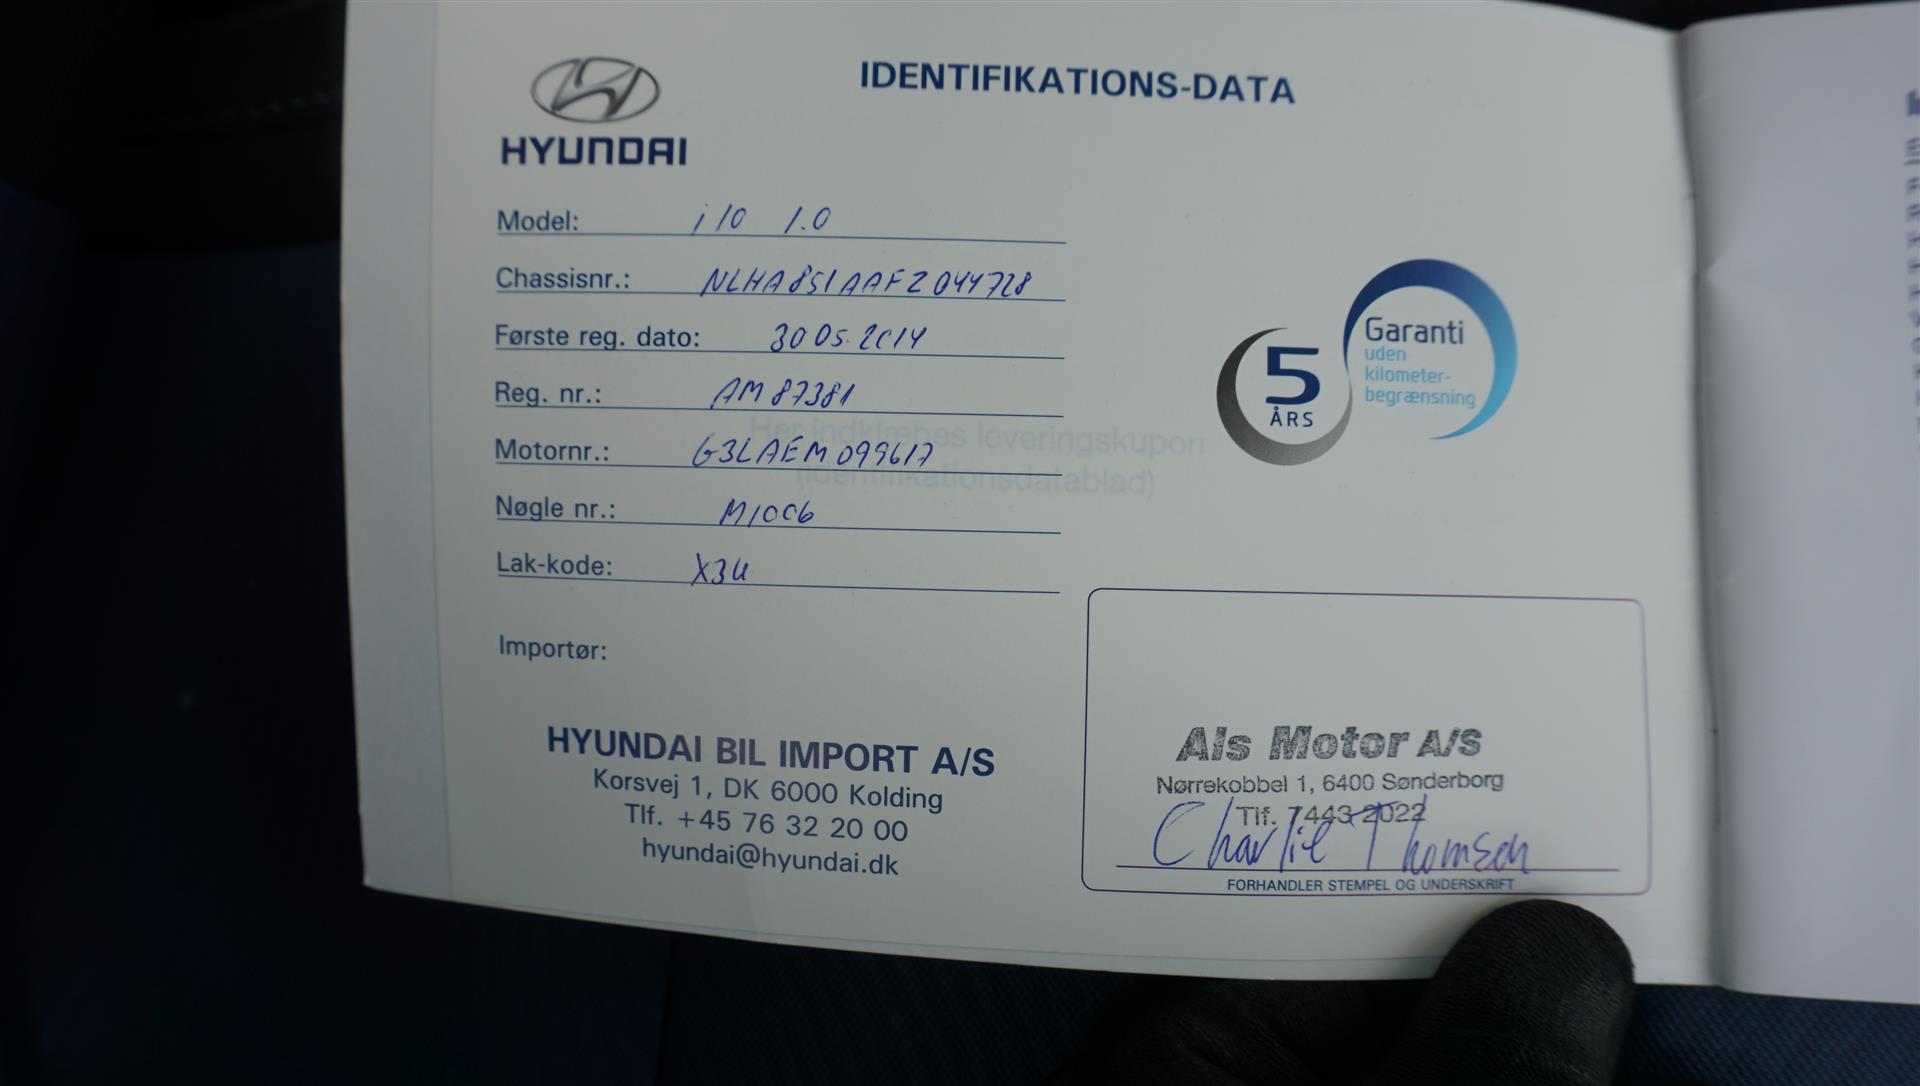 IDENTIFIKATIONS-DATA
HYUNDAI
Model: i10 1.0
Chassisnr.: NLHA851AAFZ044728
Første reg. dato: 30 05. 2014
Reg. nr.: AM 87381
Motornr.: G3LAEM099617
Nøgle nr.: M1006
Lak-kode: X3U
Her indklæbes leveringskupon
(Identifikationsdatablad)
5
ÅRS
Garanti
uden
kilometer-
begrænsning
Importør:
HYUNDAI BIL IMPORT A/S
Korsvej 1, DK 6000 Kolding
Tlf. +45 76 32 20 00
hyundai@hyundai.dk
Als Motor A/S
Nørrekobbel 1, 6400 Sønderborg
Tlf. 7443 2022
Charlie Thomsen
FORHANDLER STEMPEL OG UNDERSKRIFT